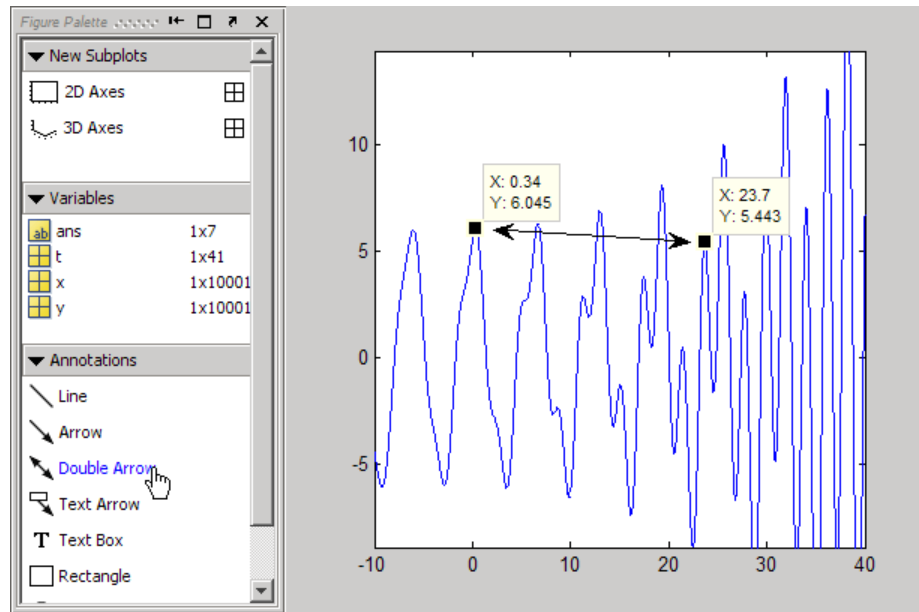 Figure Palette
New Subplots
2D Axes
3D Axes
Variables
ab ans 1x7
t 1x41
x 1x10001
y 1x10001
Annotations
Line
Arrow
Double Arrow
Text Arrow
T Text Box
Rectangle
X: 0.34
Y: 6.045
X: 23.7
Y: 5.443
10
5
0
-5
-10 0 10 20 30 40